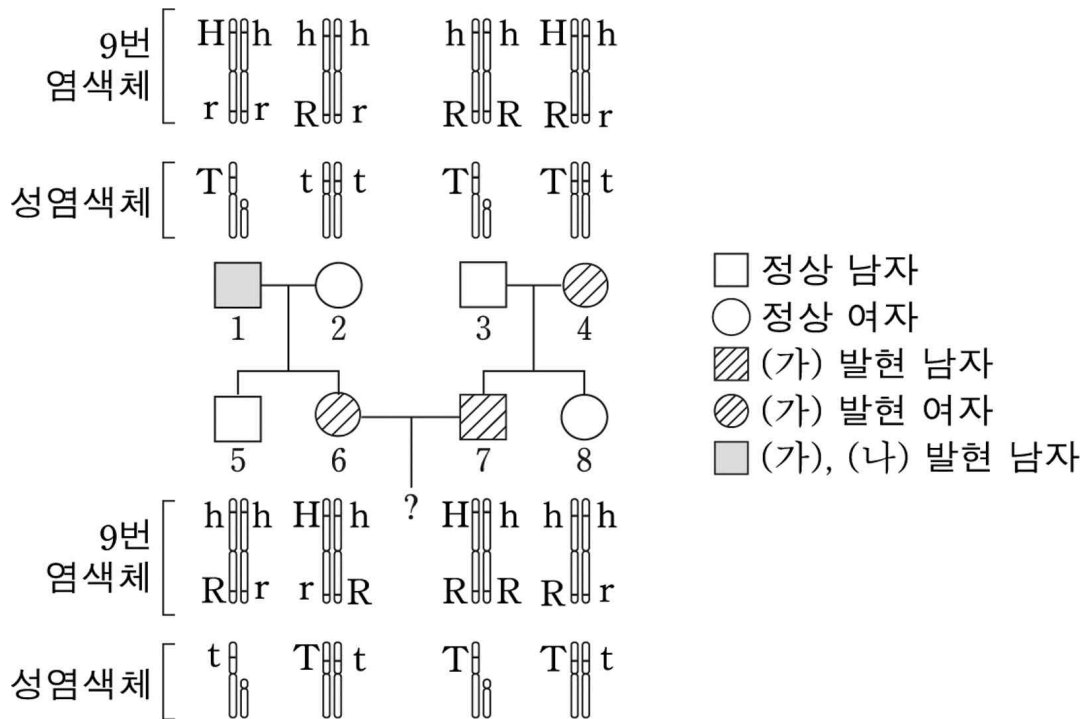 9번
염색체
H h h h h h H h
r r R r R R R r
성염색체
T t t T T t
1 2 3 4
정상 남자
정상 여자
(가) 발현 남자
(가) 발현 여자
(가), (나) 발현 남자
5 6 7 8
?
9번
염색체
h h H h H h h h
R r r R R R R r
성염색체
t T t T T t